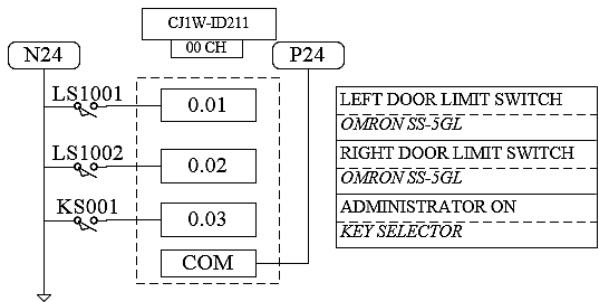 CJ1W-ID211
00 CH
N24
P24
LS1001
0.01
LEFT DOOR LIMIT SWITCH
OMRON SS-5GL
LS1002
0.02
RIGHT DOOR LIMIT SWITCH
OMRON SS-5GL
KS001
0.03
ADMINISTRATOR ON
KEY SELECTOR
COM